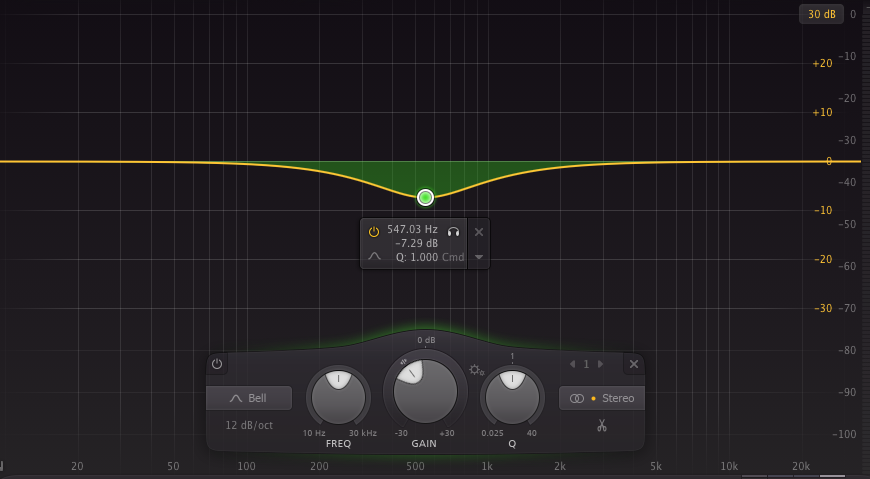 30 dB 0
-10
+20
-20
+10
-30
0
-40
-10
-50
-20
-60
-30
-70
-80
-90
-100
547.03 Hz
-7.29 dB
Q: 1.000 Cmd
0 dB
1
1
Bell
Stereo
12 dB/oct
10 Hz 30 kHz
-30 +30
0.025 40
FREQ
GAIN
Q
20 50 100 200 500 1k 2k 5k 10k 20k